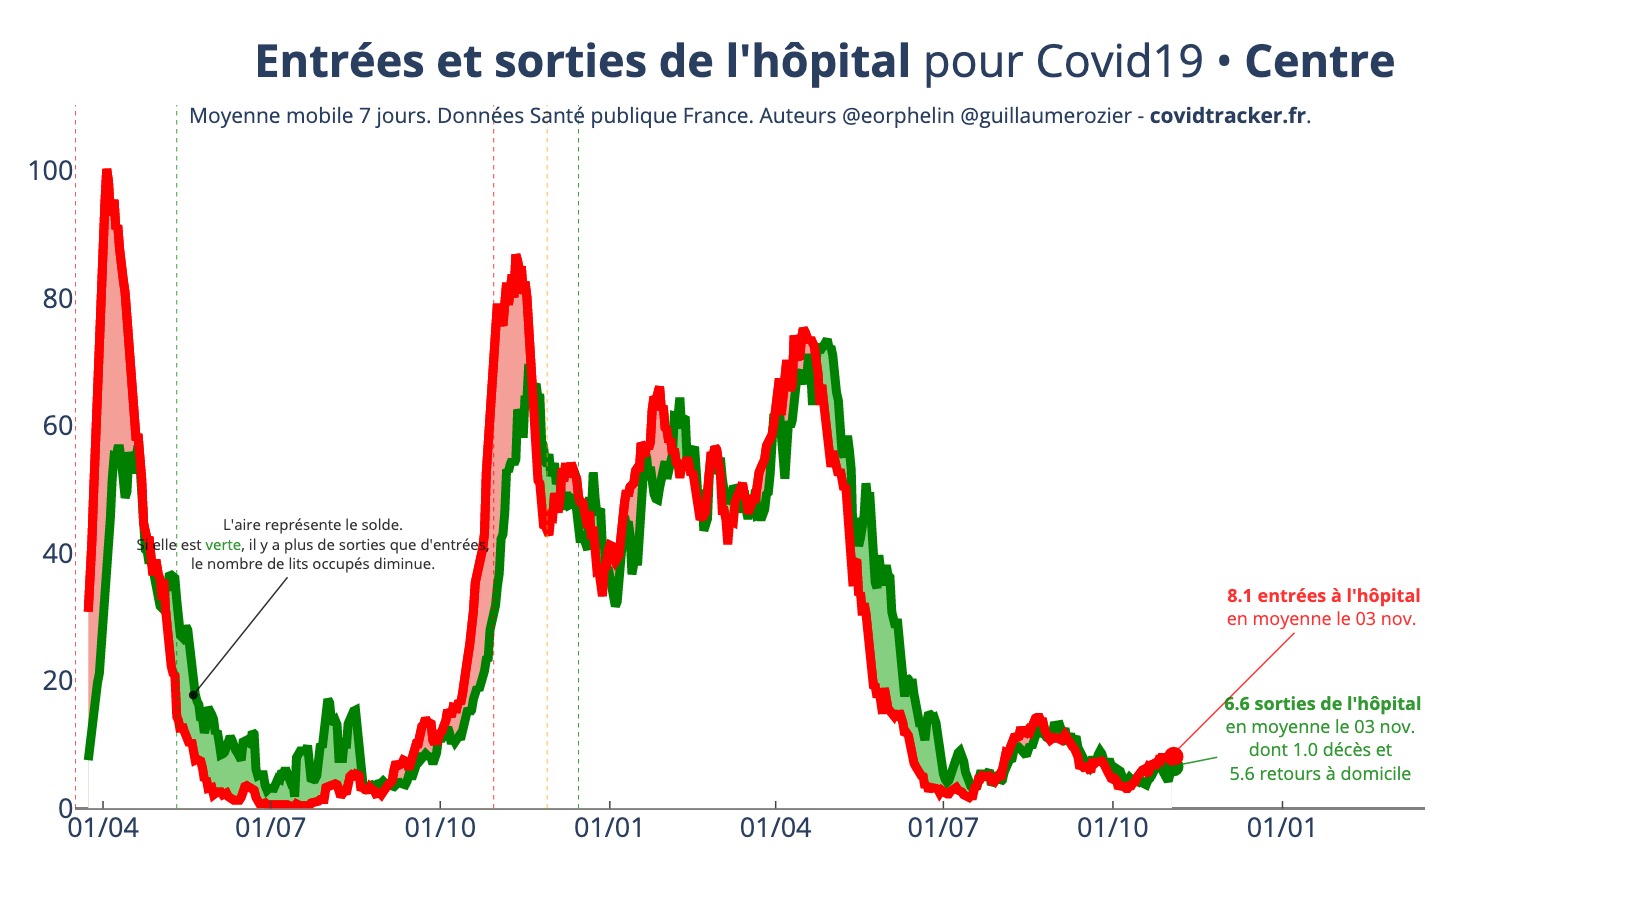 Entrées et sorties de l'hôpital pour Covid19 • Centre
Moyenne mobile 7 jours. Données Santé publique France. Auteurs @eorphelin @guillaumerozier - covidtracker.fr.
100
80
60
40
20
0
L'aire représente le solde.
Si elle est verte, il y a plus de sorties que d'entrées,
le nombre de lits occupés diminue.
8.1 entrées à l'hôpital
en moyenne le 03 nov.
6.6 sorties de l'hôpital
en moyenne le 03 nov.
dont 1.0 décès et
5.6 retours à domicile
01/04 01/07 01/10 01/01 01/04 01/07 01/10 01/01